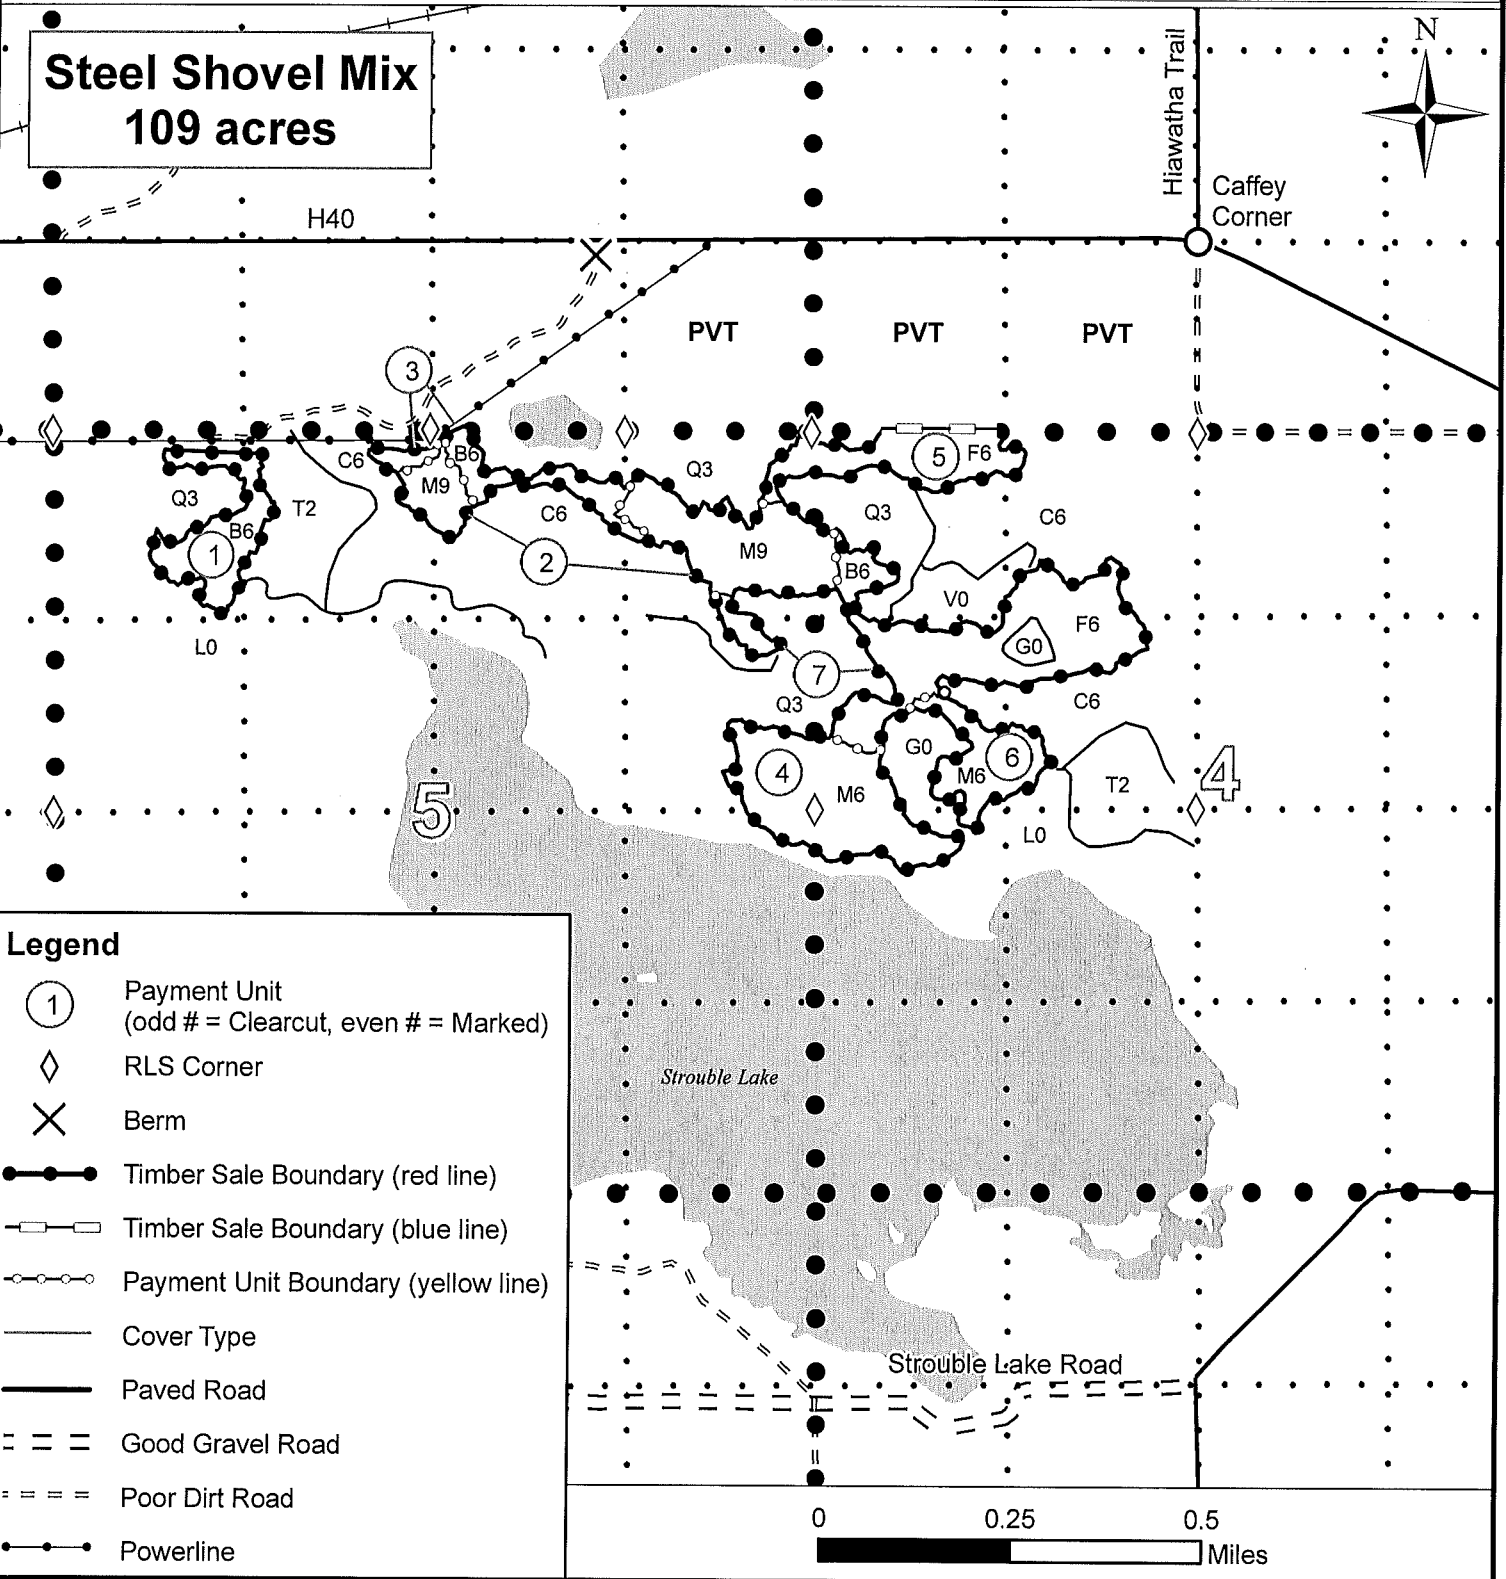 Steel Shovel Mix
109 acres
N
Hiawatha Trail
Caffey
Corner
H40
PVT
PVT
PVT
3
C6
B6
M9
Q3
5
F6
Q3
T2
B6
1
C6
2
M9
Q3
C6
B6
V0
F6
G0
L0
7
Q3
C6
G0
6
4
M6
M6
T2
4
5
L0
Legend
1
Payment Unit
(odd # = Clearcut, even # = Marked)
RLS Corner
Berm
Timber Sale Boundary (red line)
Timber Sale Boundary (blue line)
Payment Unit Boundary (yellow line)
Cover Type
Paved Road
Good Gravel Road
Poor Dirt Road
Powerline
Strouble Lake
Strouble Lake Road
0
0.25
0.5
Miles